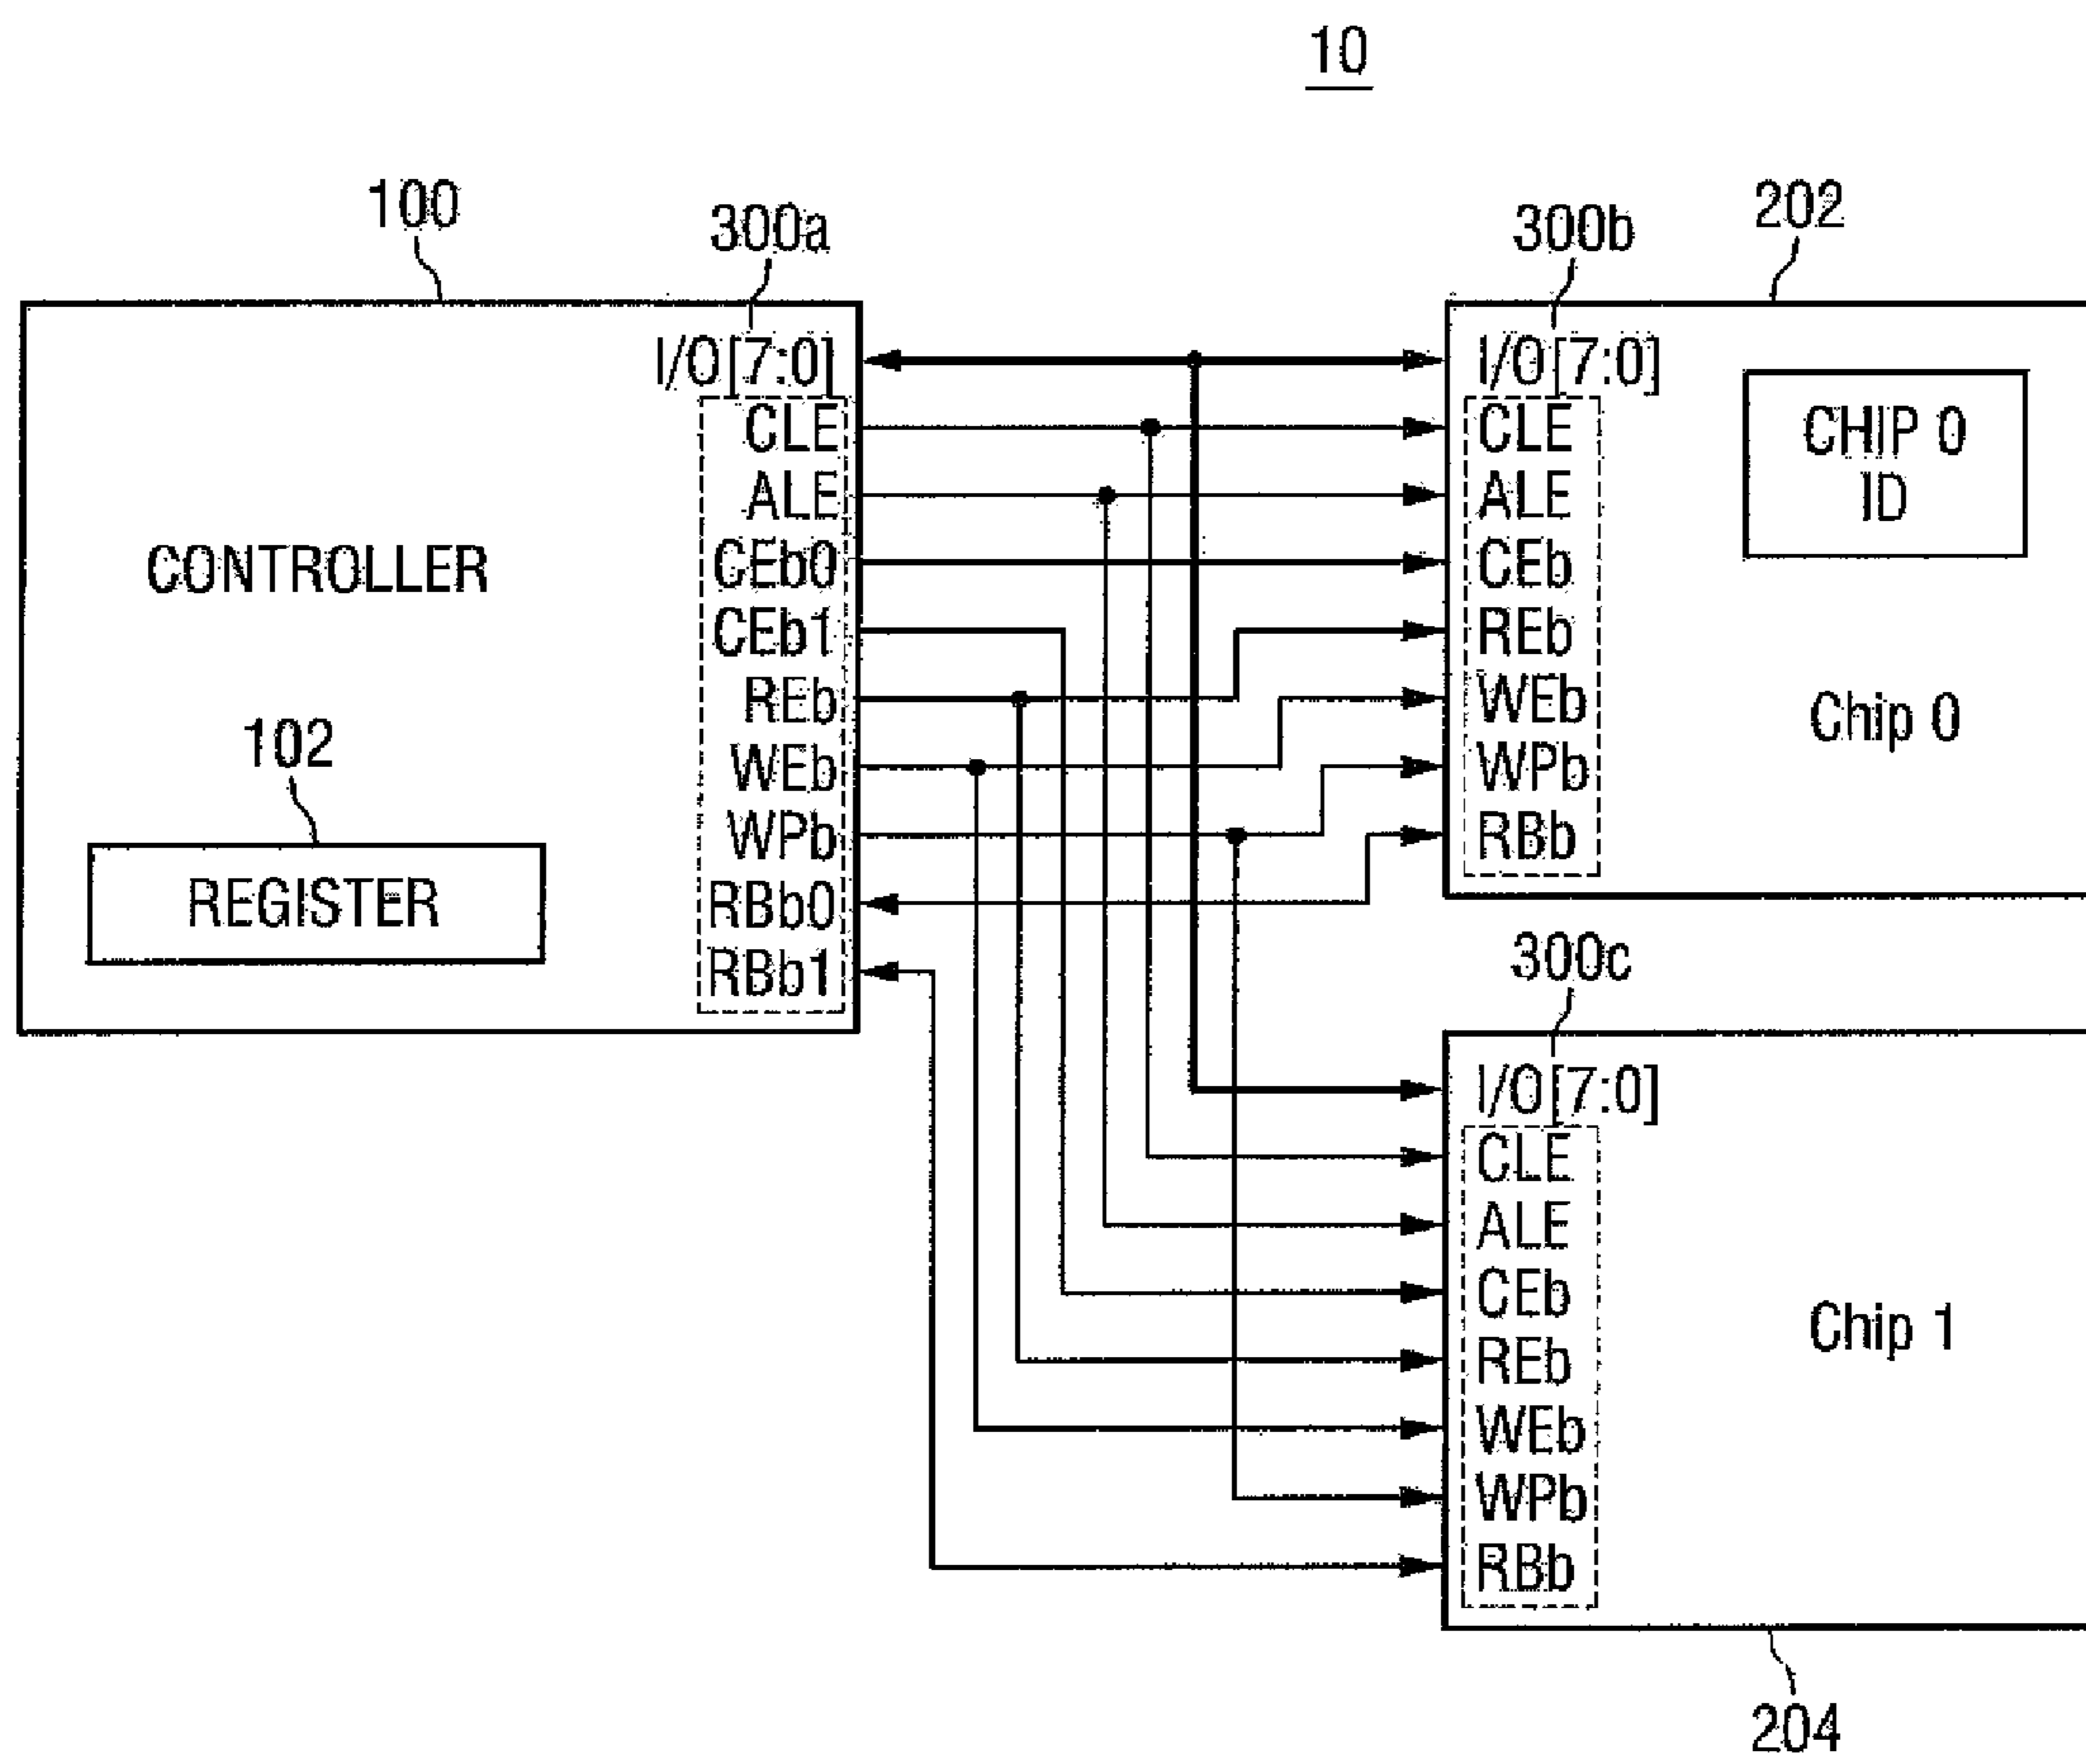 10
100
300a
300b
202
I/O[7:0]
CLE
ALE
CEb0
CEb1
REb
WEb
WPb
RBb0
RBb1
CONTROLLER
102
REGISTER
I/O[7:0]
CLE
ALE
CEb
REb
WEb
WPb
RBb
CHIP 0
ID
Chip 0
300c
I/O[7:0]
CLE
ALE
CEb
REb
WEb
WPb
RBb
Chip 1
204